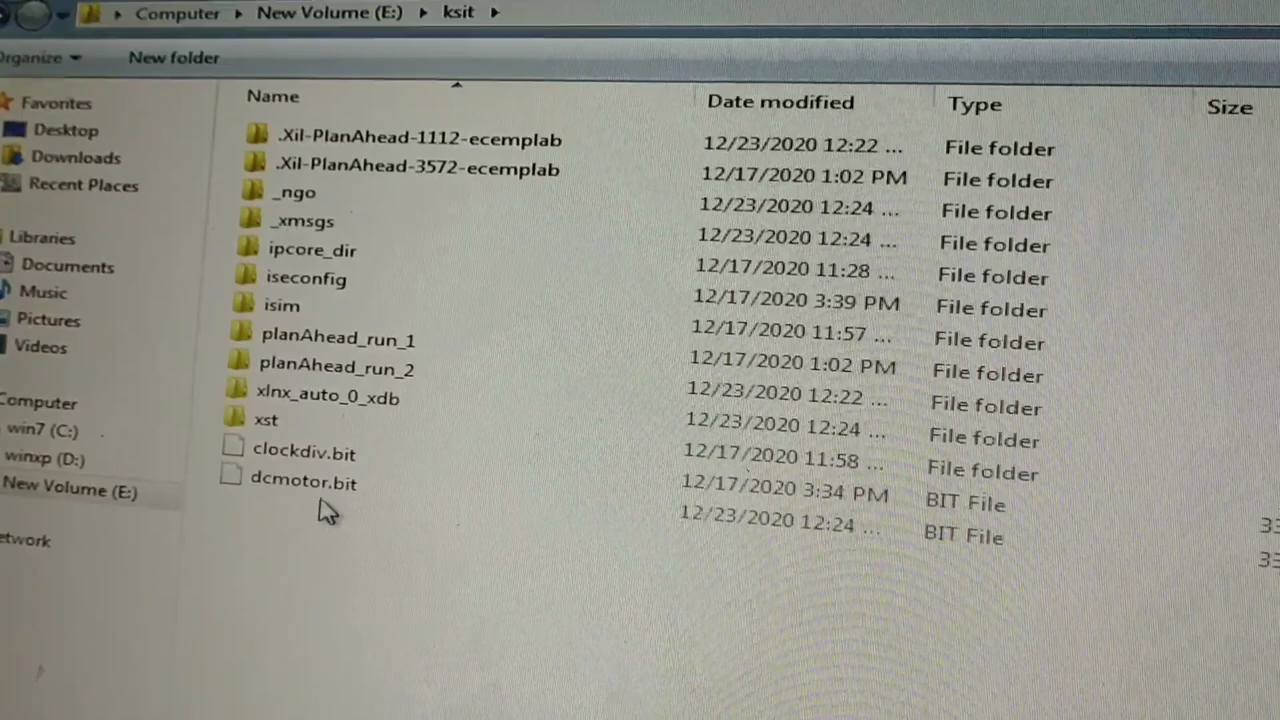 Computer ▸ New Volume (E:) ▸ ksit ▸
Organize New folder
Name Date modified Type Size
Favorites
Desktop
Downloads
Recent Places
Libraries
Documents
Music
Pictures
Videos
Computer
win7 (C:)
winxp (D:)
New Volume (E:)
etwork
.Xil-PlanAhead-1112-ecemplab 12/23/2020 12:22 ... File folder
.Xil-PlanAhead-3572-ecemplab 12/17/2020 1:02 PM File folder
_ngo 12/23/2020 12:24 ... File folder
_xmsgs 12/23/2020 12:24 ... File folder
ipcore_dir 12/17/2020 11:28 ... File folder
iseconfig 12/17/2020 3:39 PM File folder
isim 12/17/2020 11:57 ... File folder
planAhead_run_1 12/17/2020 1:02 PM File folder
planAhead_run_2 12/23/2020 12:22 ... File folder
xlnx_auto_0_xdb 12/23/2020 12:24 ... File folder
xst 12/17/2020 11:58 ... File folder
clockdiv.bit 12/17/2020 3:34 PM BIT File 33
dcmotor.bit 12/23/2020 12:24 ... BIT File 33